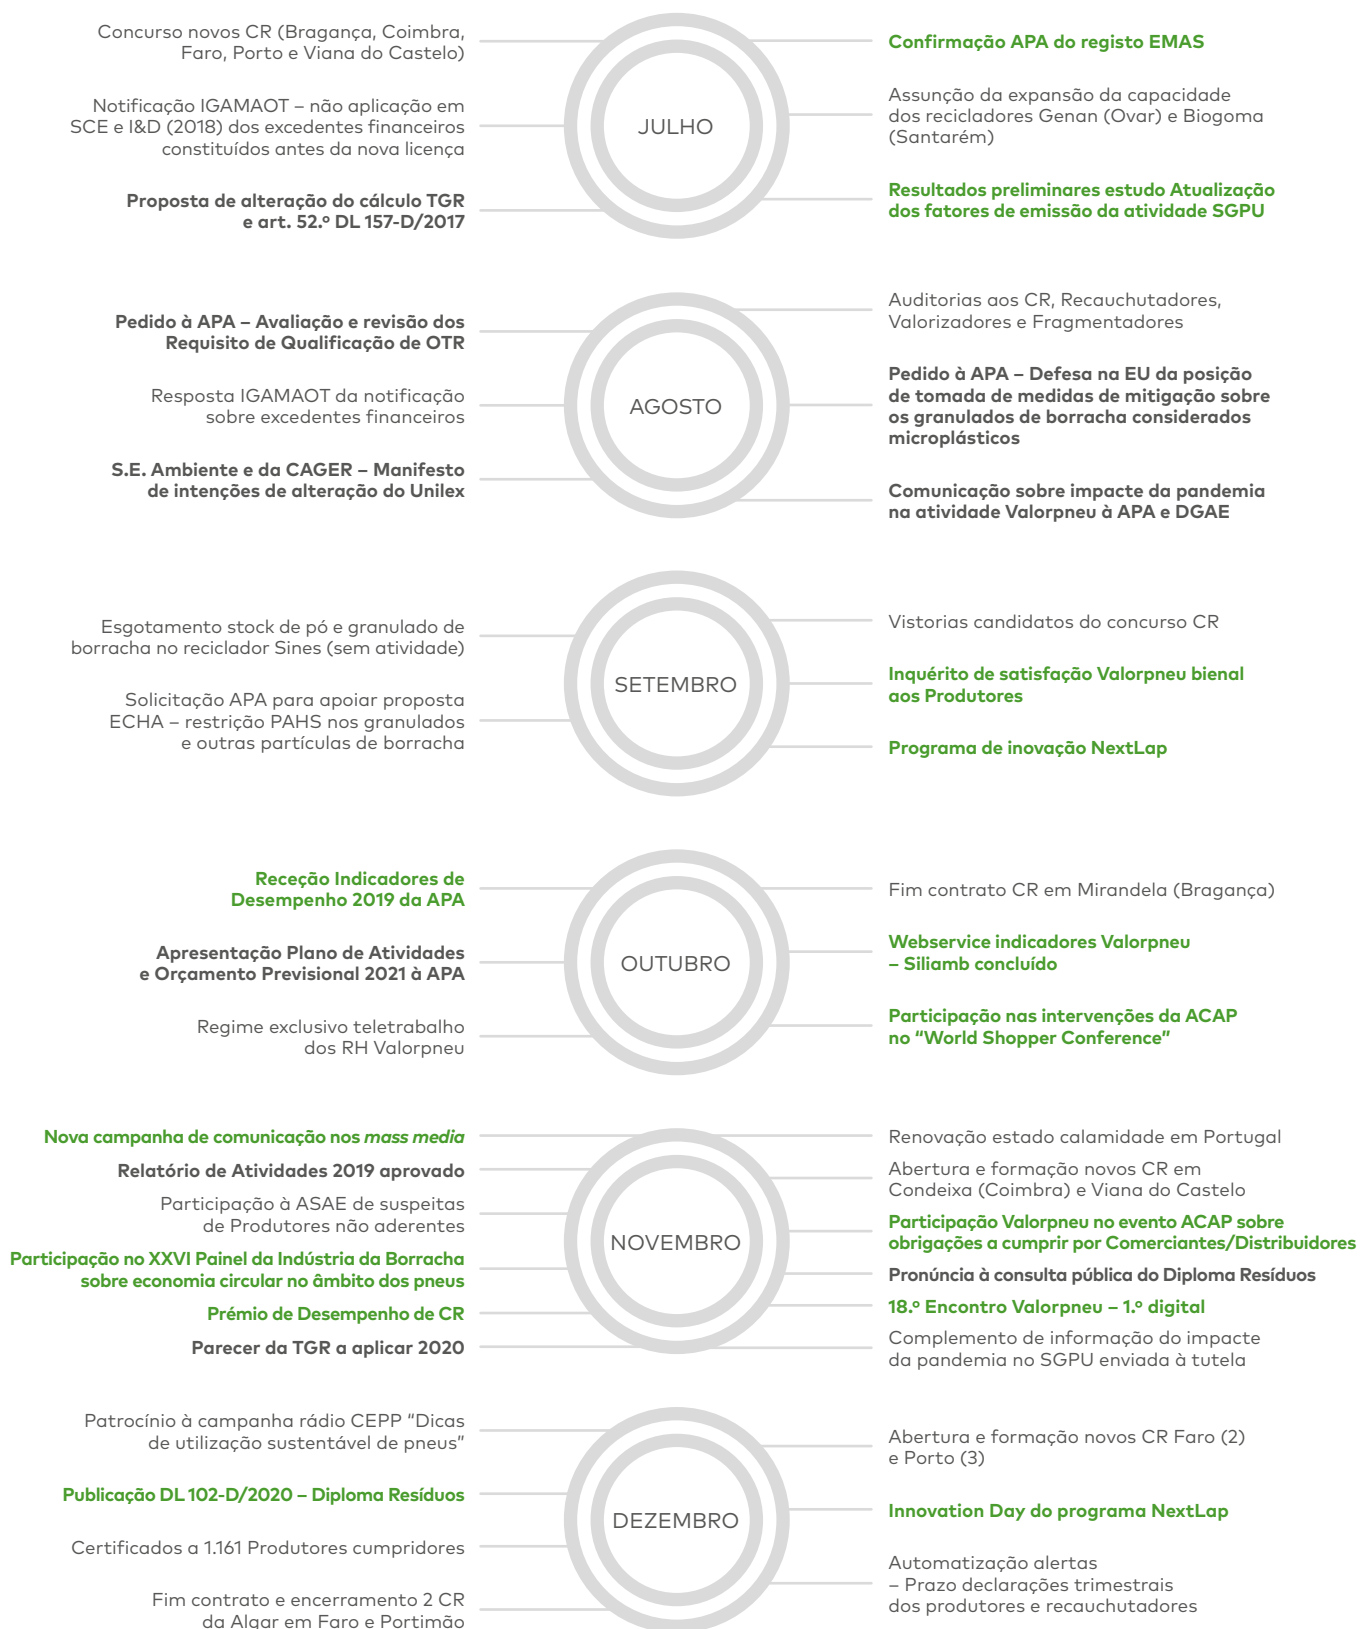 Concurso novos CR (Bragança, Coimbra,
Faro, Porto e Viana do Castelo)
Notificação IGAMAOT – não aplicação em
SCE e I&D (2018) dos excedentes financeiros
constituídos antes da nova licença
Proposta de alteração do cálculo TGR
e art. 52.º DL 157-D/2017
JULHO
Confirmação APA do registo EMAS
Assunção da expansão da capacidade
dos recicladores Genan (Ovar) e Biogoma
(Santarém)
Resultados preliminares estudo Atualização
dos fatores de emissão da atividade SGPU
Pedido à APA – Avaliação e revisão dos
Requisito de Qualificação de OTR
Resposta IGAMAOT da notificação
sobre excedentes financeiros
S.E. Ambiente e da CAGER – Manifesto
de intenções de alteração do Unilex
AGOSTO
Auditorias aos CR, Recauchutadores,
Valorizadores e Fragmentadores
Pedido à APA – Defesa na EU da posição
de tomada de medidas de mitigação sobre
os granulados de borracha considerados
microplásticos
Comunicação sobre impacte da pandemia
na atividade Valorpneu à APA e DGAE
Esgotamento stock de pó e granulado de
borracha no reciclador Sines (sem atividade)
Solicitação APA para apoiar proposta
ECHA – restrição PAHS nos granulados
e outras partículas de borracha
SETEMBRO
Vistorias candidatos do concurso CR
Inquérito de satisfação Valorpneu bienal
aos Produtores
Programa de inovação NextLap
Receção Indicadores de
Desempenho 2019 da APA
Apresentação Plano de Atividades
e Orçamento Previsional 2021 à APA
Regime exclusivo teletrabalho
dos RH Valorpneu
OUTUBRO
Fim contrato CR em Mirandela (Bragança)
Webservice indicadores Valorpneu
– Siliamb concluído
Participação nas intervenções da ACAP
no “World Shopper Conference”
Nova campanha de comunicação nos mass media
Relatório de Atividades 2019 aprovado
Participação à ASAE de suspeitas
de Produtores não aderentes
Participação no XXVI Painel da Indústria da Borracha
sobre economia circular no âmbito dos pneus
Prémio de Desempenho de CR
Parecer da TGR a aplicar 2020
NOVEMBRO
Renovação estado calamidade em Portugal
Abertura e formação novos CR em
Condeixa (Coimbra) e Viana do Castelo
Participação Valorpneu no evento ACAP sobre
obrigações a cumprir por Comerciantes/Distribuidores
Pronúncia à consulta pública do Diploma Resíduos
18.º Encontro Valorpneu – 1.º digital
Complemento de informação do impacte
da pandemia no SGPU enviada à tutela
Patrocínio à campanha rádio CEPP “Dicas
de utilização sustentável de pneus”
Publicação DL 102-D/2020 – Diploma Resíduos
Certificados a 1.161 Produtores cumpridores
Fim contrato e encerramento 2 CR
da Algar em Faro e Portimão
DEZEMBRO
Abertura e formação novos CR Faro (2)
e Porto (3)
Innovation Day do programa NextLap
Automatização alertas
– Prazo declarações trimestrais
dos produtores e recauchutadores